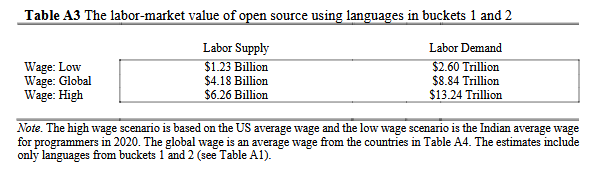 Table A3 The labor-market value of open source using languages in buckets 1 and 2
Labor Supply Labor Demand
Wage: Low $1.23 Billion $2.60 Trillion
Wage: Global $4.18 Billion $8.84 Trillion
Wage: High $6.26 Billion $13.24 Trillion
Note. The high wage scenario is based on the US average wage and the low wage scenario is the Indian average wage
for programmers in 2020. The global wage is an average wage from the countries in Table A4. The estimates include
only languages from buckets 1 and 2 (see Table A1).